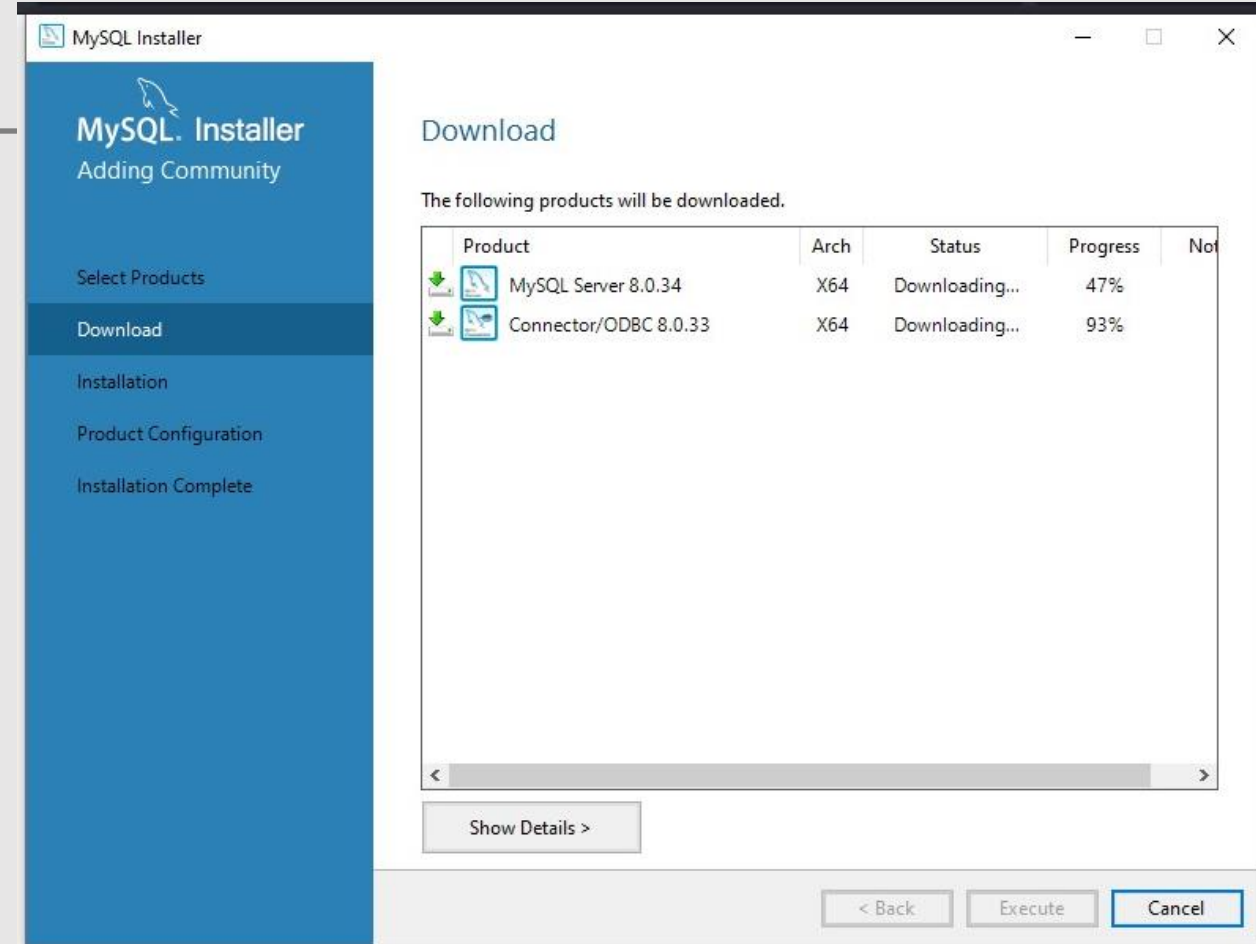 MySQL Installer
MySQL. Installer
Adding Community
Select Products
Download
Installation
Product Configuration
Installation Complete
Download
The following products will be downloaded.
Product Arch Status Progress Not
MySQL Server 8.0.34 X64 Downloading... 47%
Connector/ODBC 8.0.33 X64 Downloading... 93%
Show Details >
< Back Execute Cancel